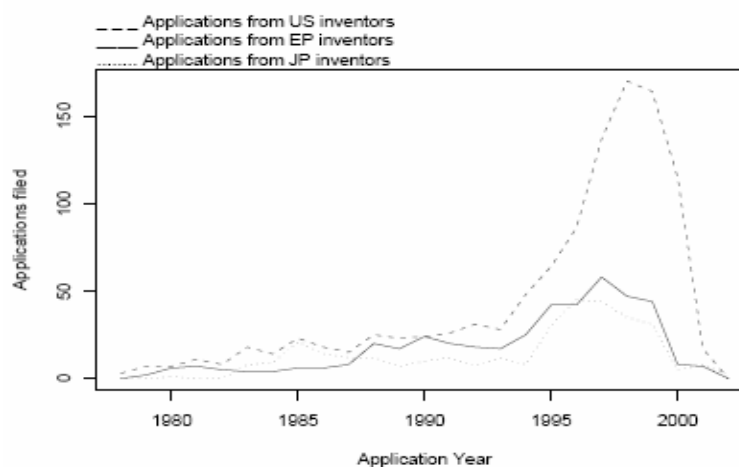 Applications from US inventors
Applications from EP inventors
Applications from JP inventors
150
100
50
0
Applications filed
1980 1985 1990 1995 2000
Application Year